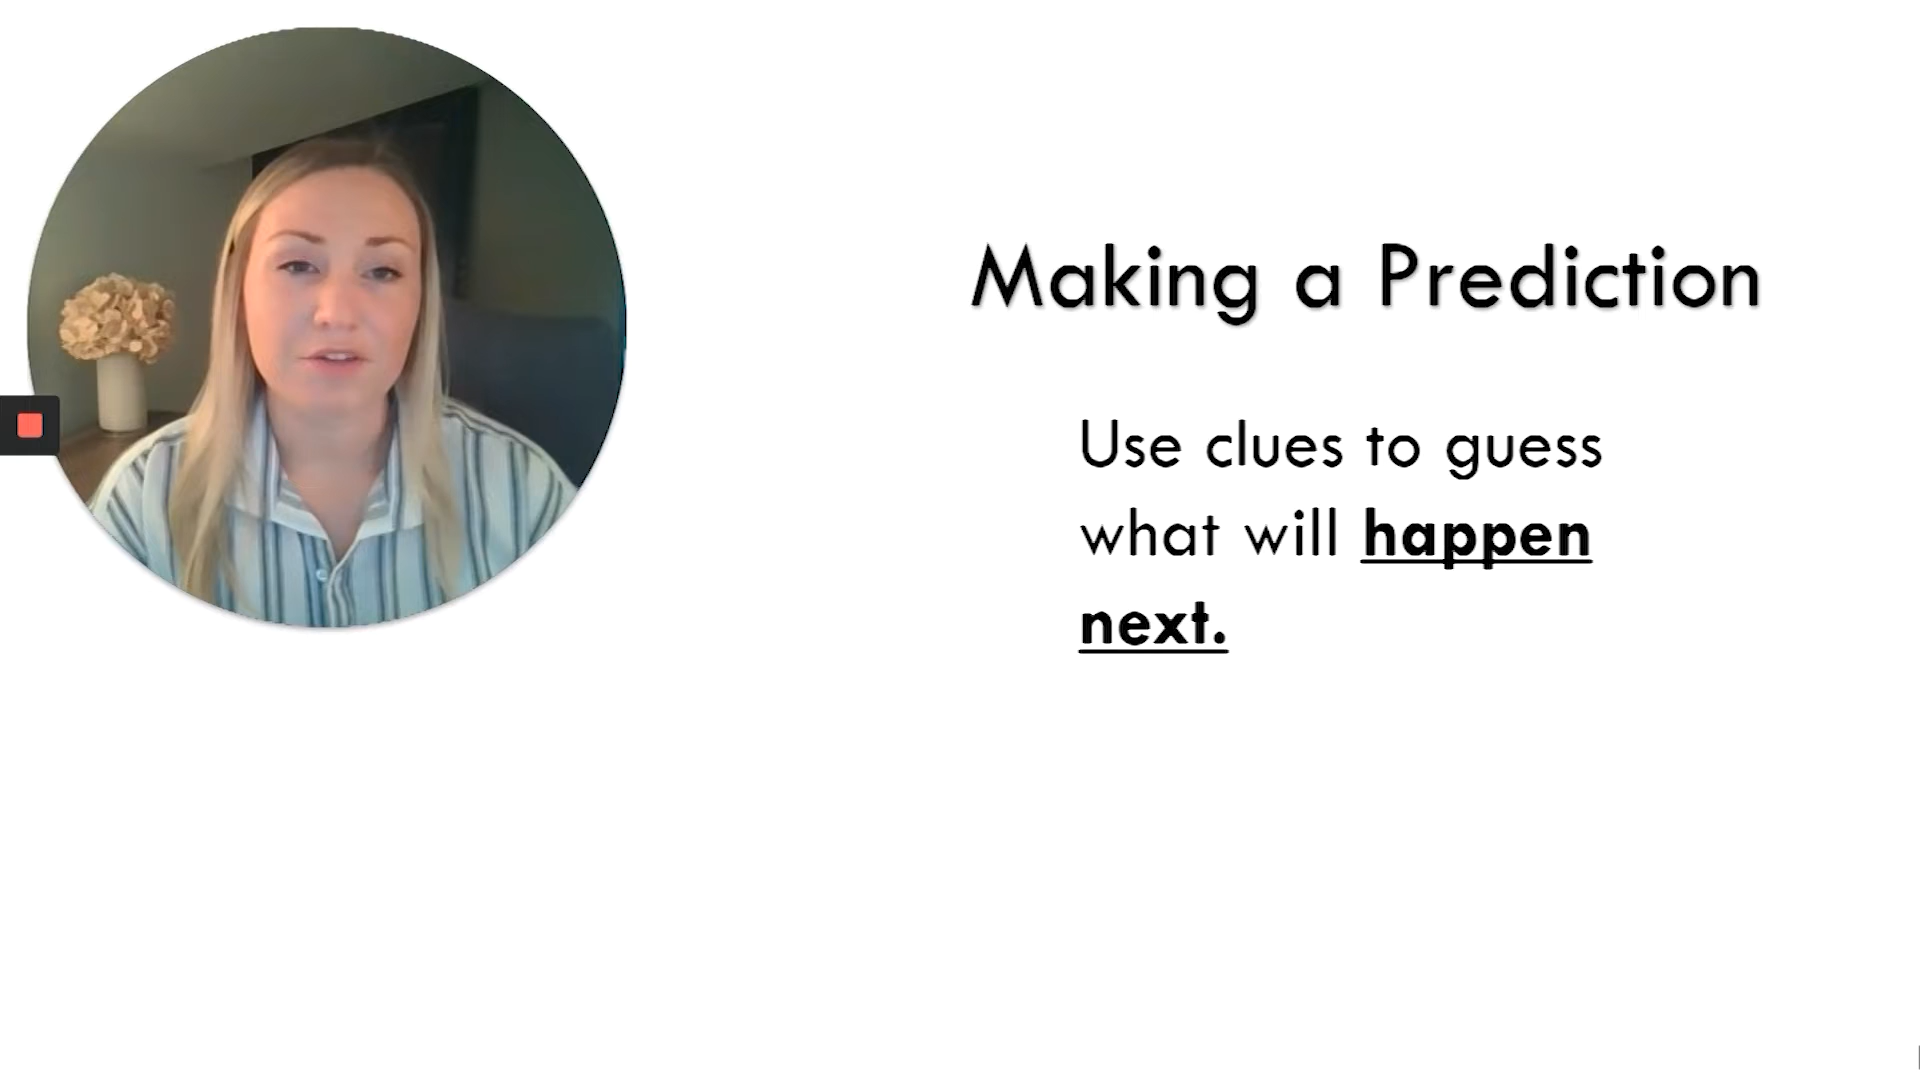 Making a Prediction
Use clues to guess
what will happen
next.